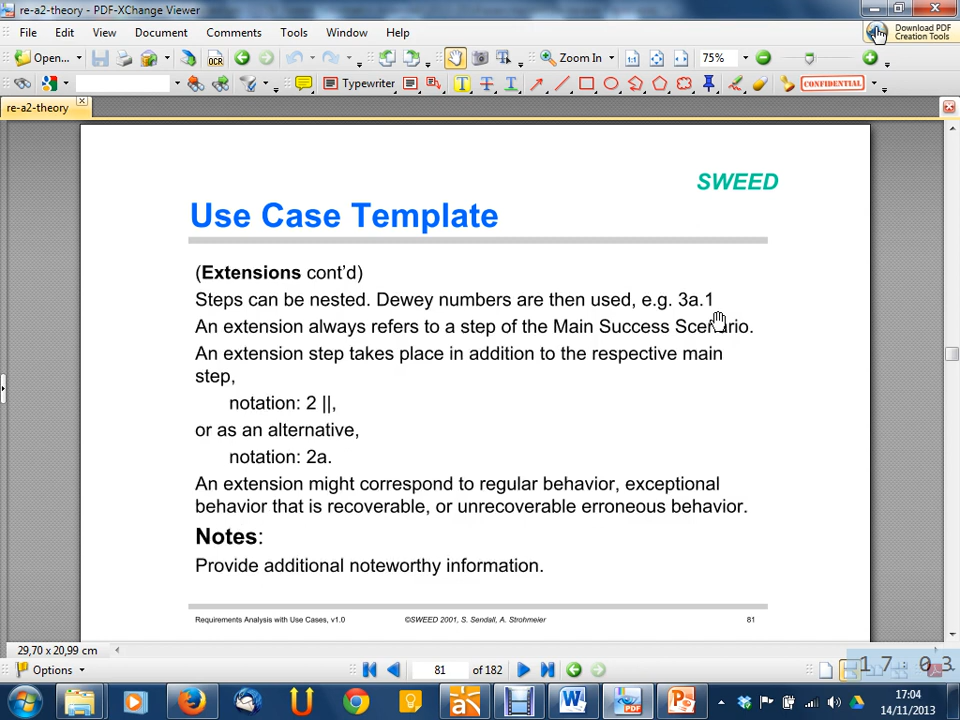 re-a2-theory - PDF-XChange Viewer
File Edit View Document Comments Tools Window Help
Download PDF
Creation Tools
Open... OCR Zoom In 75%
Typewriter CONFIDENTIAL
re-a2-theory
SWEED
Use Case Template
(Extensions cont'd)
Steps can be nested. Dewey numbers are then used, e.g. 3a.1
An extension always refers to a step of the Main Success Scenario.
An extension step takes place in addition to the respective main
step,
notation: 2 ||,
or as an alternative,
notation: 2a.
An extension might correspond to regular behavior, exceptional
behavior that is recoverable, or unrecoverable erroneous behavior.
Notes:
Provide additional noteworthy information.
Requirements Analysis with Use Cases, v1.0 ©SWEED 2001, S. Sendall, A. Strohmeier 81
29,70 x 20,99 cm
Options 81 of 182
17:03
17:04
14/11/2013